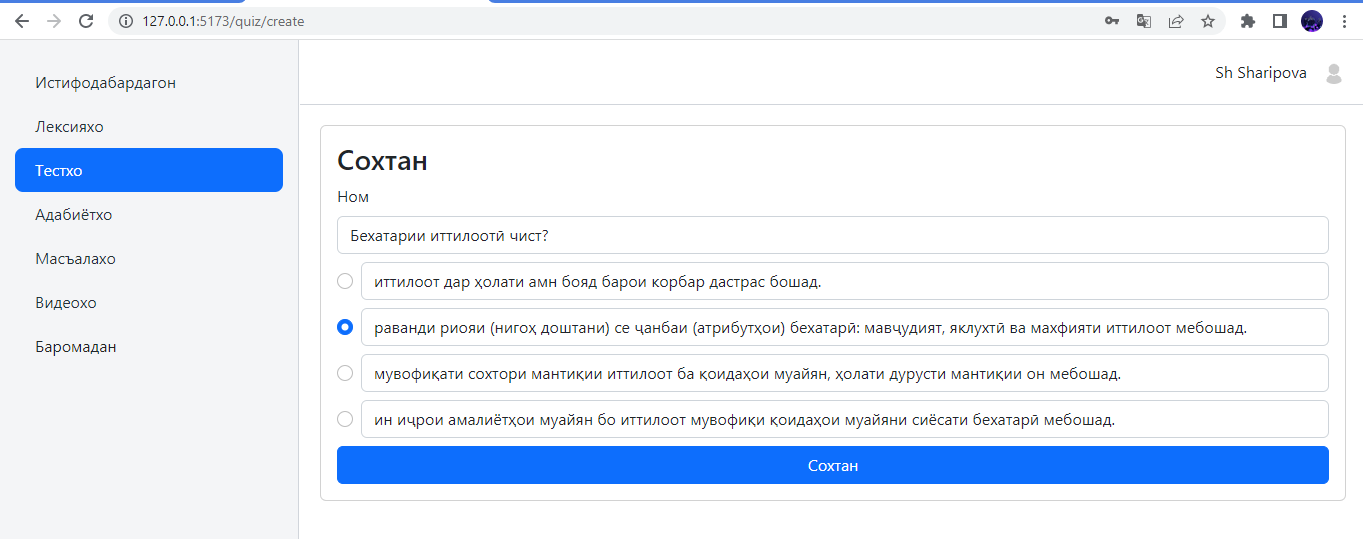 127.0.0.1:5173/quiz/create
Sh Sharipova
Истифодабардагон
Лексияхо
Тестхо
Адабиётхо
Масъалахо
Видеохо
Баромадан
Сохтан
Ном
Бехатарии иттилоотӣ чист?
иттилоот дар ҳолати амн бояд барои корбар дастрас бошад.
раванди риояи (нигоҳ доштани) се ҷанбаи (атрибутҳои) бехатарӣ: мавҷудият, яклухтӣ ва махфияти иттилоот мебошад.
мувофиқати сохтори мантиқии иттилоот ба қоидаҳои муайян, ҳолати дурусти мантиқии он мебошад.
ин иҷрои амалиётҳои муайян бо иттилоот мувофиқи қоидаҳои муайяни сиёсати бехатарӣ мебошад.
Сохтан